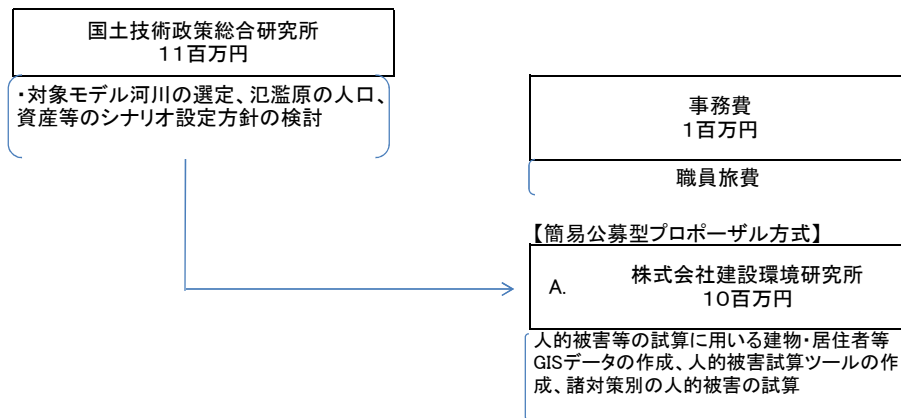 国土技術政策総合研究所
11百万円
・対象モデル河川の選定、氾濫原の人口、
資産等のシナリオ設定方針の検討
事務費
1百万円
職員旅費
【簡易公募型プロポーザル方式】
A. 株式会社建設環境研究所
10百万円
人的被害等の試算に用いる建物・居住者等
GISデータの作成、人的被害試算ツールの作
成、諸対策別の人的被害の試算